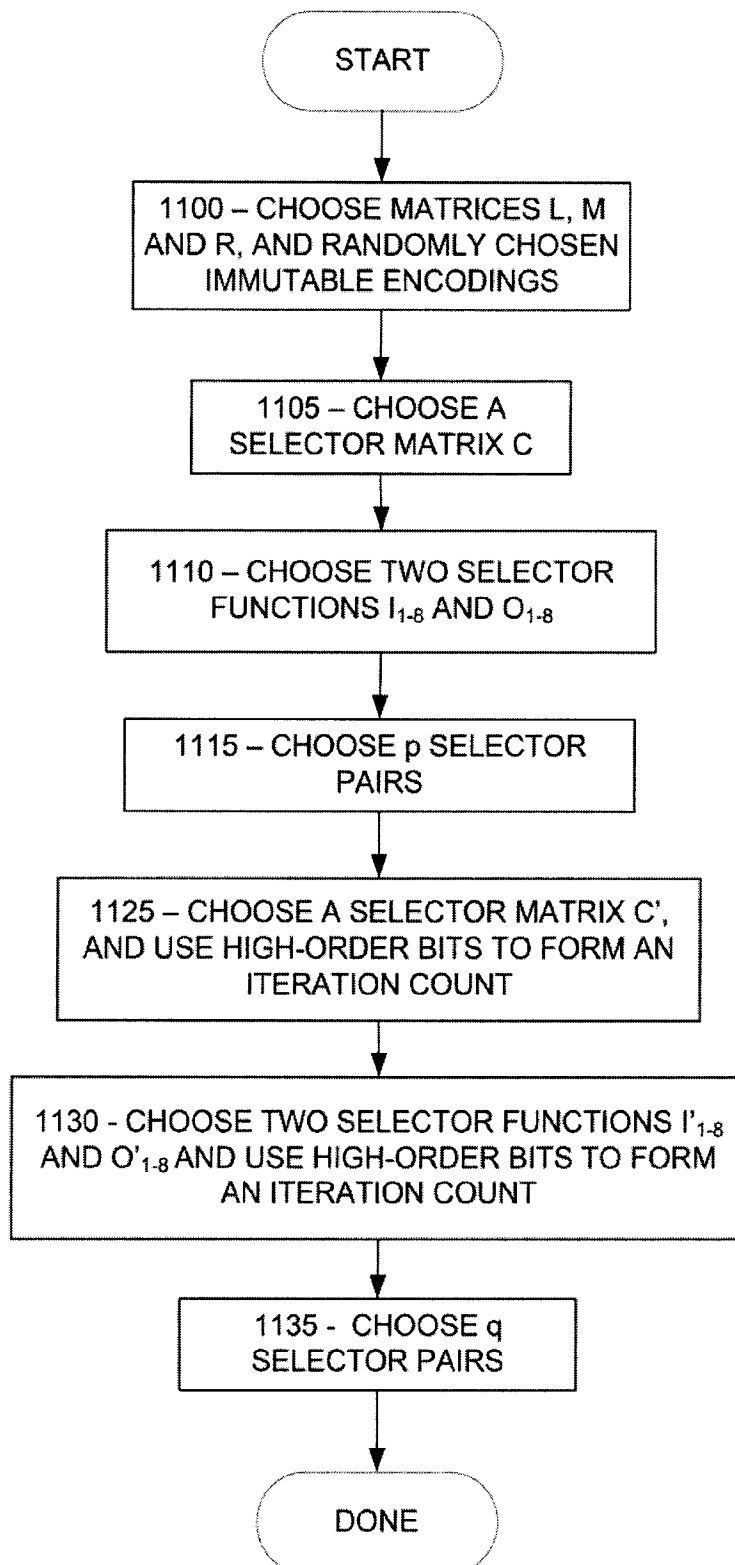 START
1100 – CHOOSE MATRICES L, M
AND R, AND RANDOMLY CHOSEN
IMMUTABLE ENCODINGS
1105 – CHOOSE A
SELECTOR MATRIX C
1110 – CHOOSE TWO SELECTOR
FUNCTIONS I₁₋₈ AND O₁₋₈
1115 – CHOOSE p SELECTOR
PAIRS
1125 – CHOOSE A SELECTOR MATRIX C’,
AND USE HIGH-ORDER BITS TO FORM AN
ITERATION COUNT
1130 - CHOOSE TWO SELECTOR FUNCTIONS I’₁₋₈
AND O’₁₋₈ AND USE HIGH-ORDER BITS TO FORM
AN ITERATION COUNT
1135 - CHOOSE q
SELECTOR PAIRS
DONE